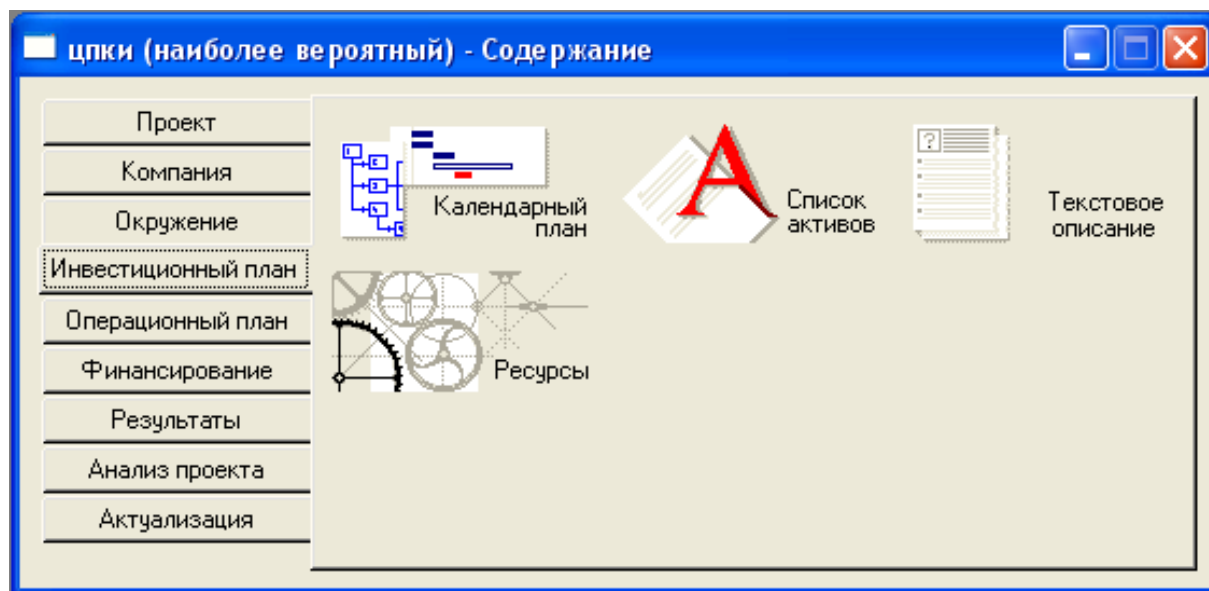 цпки (наиболее вероятный) - Содержание
Проект
Компания
Окружение
Инвестиционный план
Операционный план
Финансирование
Результаты
Анализ проекта
Актуализация
Календарный
план
Список
активов
?
Текстовое
описание
Ресурсы